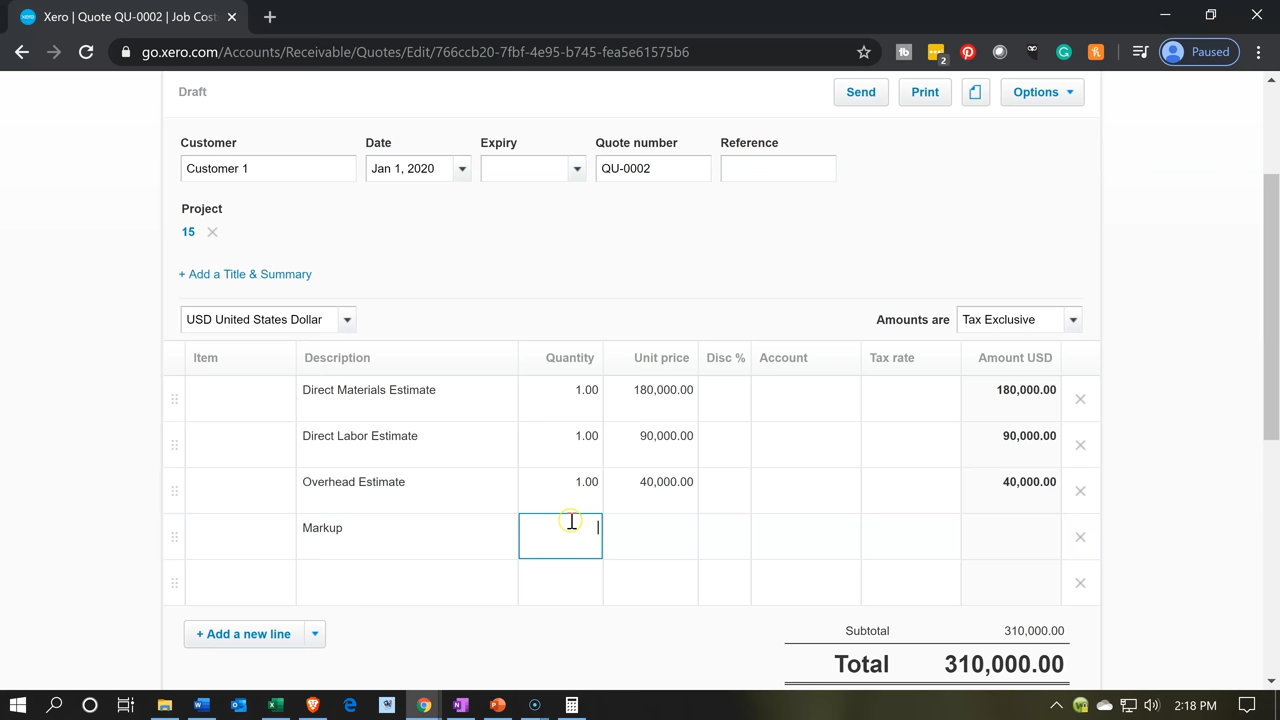 Xero | Quote QU-0002 | Job Cost
go.xero.com/Accounts/Receivable/Quotes/Edit/766ccb20-7fbf-4e95-b745-fea5e61575b6
2
Paused
Draft
Send
Print
Options
Customer
Date
Expiry
Quote number
Reference
Customer 1
Jan 1, 2020
QU-0002
Project
15
+ Add a Title & Summary
USD United States Dollar
Amounts are
Tax Exclusive
Item Description Quantity Unit price Disc % Account Tax rate Amount USD
Direct Materials Estimate 1.00 180,000.00 180,000.00
Direct Labor Estimate 1.00 90,000.00 90,000.00
Overhead Estimate 1.00 40,000.00 40,000.00
Markup
+ Add a new line
Subtotal 310,000.00
Total 310,000.00
2:18 PM